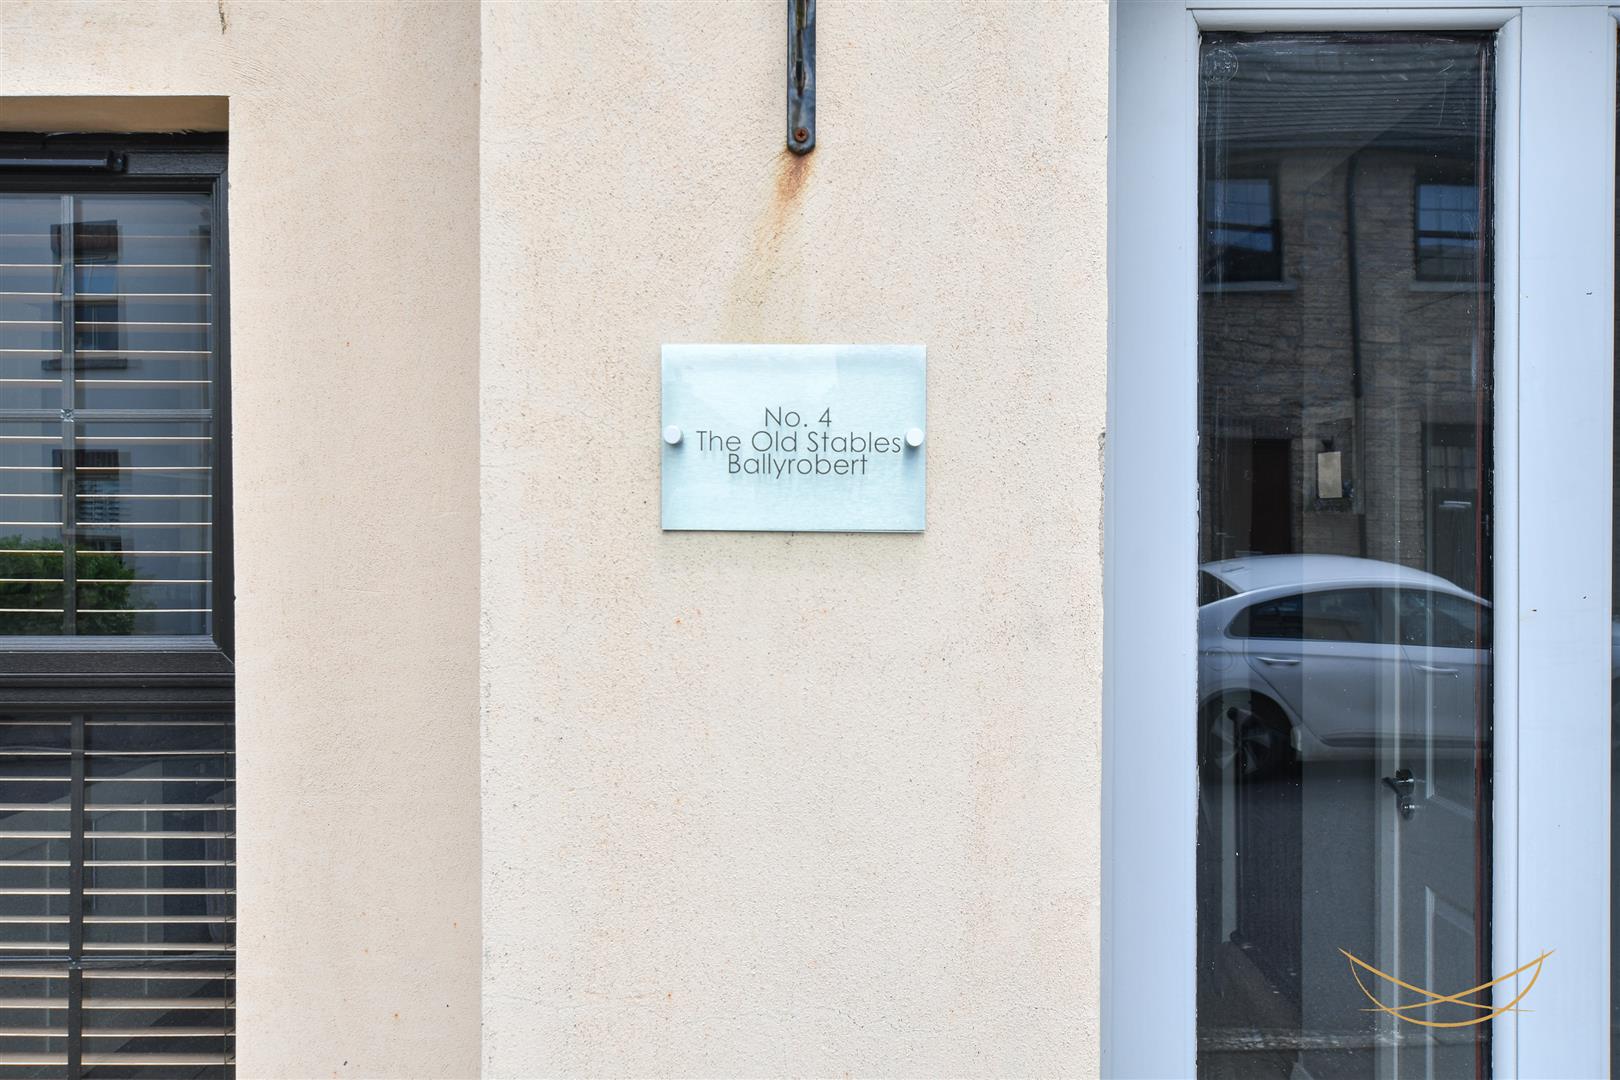 No. 4
The Old Stables
Ballyrobert